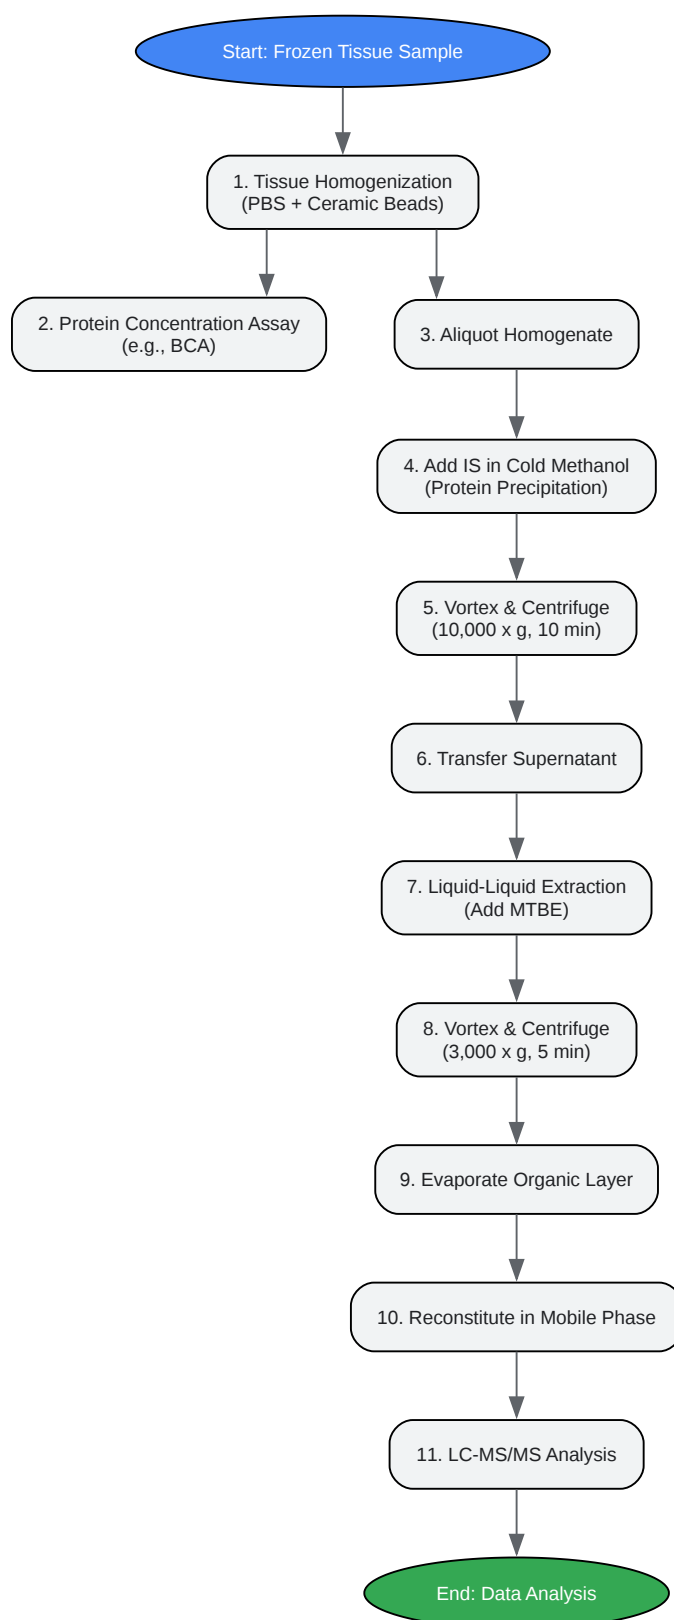 Start: Frozen Tissue Sample
1. Tissue Homogenization
(PBS + Ceramic Beads)
2. Protein Concentration Assay
(e.g., BCA)
3. Aliquot Homogenate
4. Add IS in Cold Methanol
(Protein Precipitation)
5. Vortex & Centrifuge
(10,000 x g, 10 min)
6. Transfer Supernatant
7. Liquid-Liquid Extraction
(Add MTBE)
8. Vortex & Centrifuge
(3,000 x g, 5 min)
9. Evaporate Organic Layer
10. Reconstitute in Mobile Phase
11. LC-MS/MS Analysis
End: Data Analysis